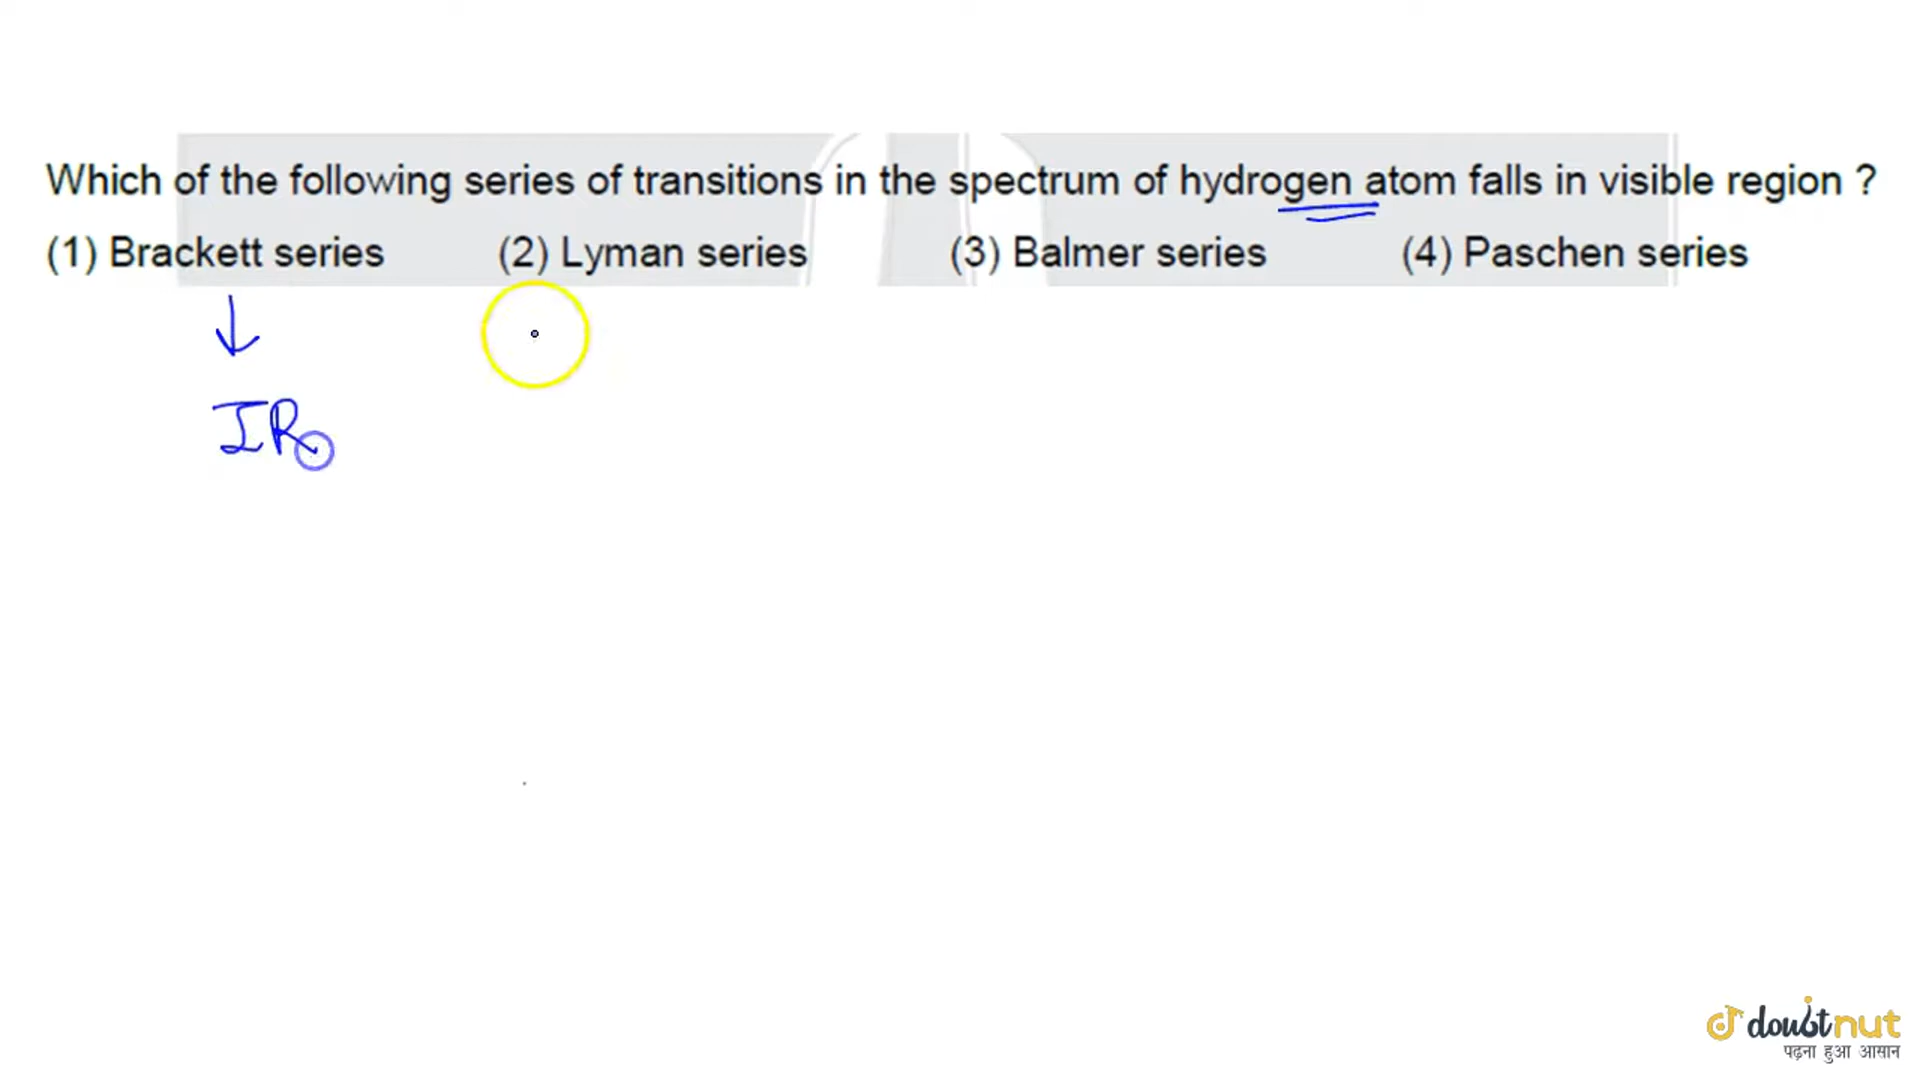 Which of the following series of transitions in the spectrum of hydrogen atom falls in visible region ?
(1) Brackett series (2) Lyman series (3) Balmer series (4) Paschen series
IR
doubtnut
पढ़ना हुआ आसान